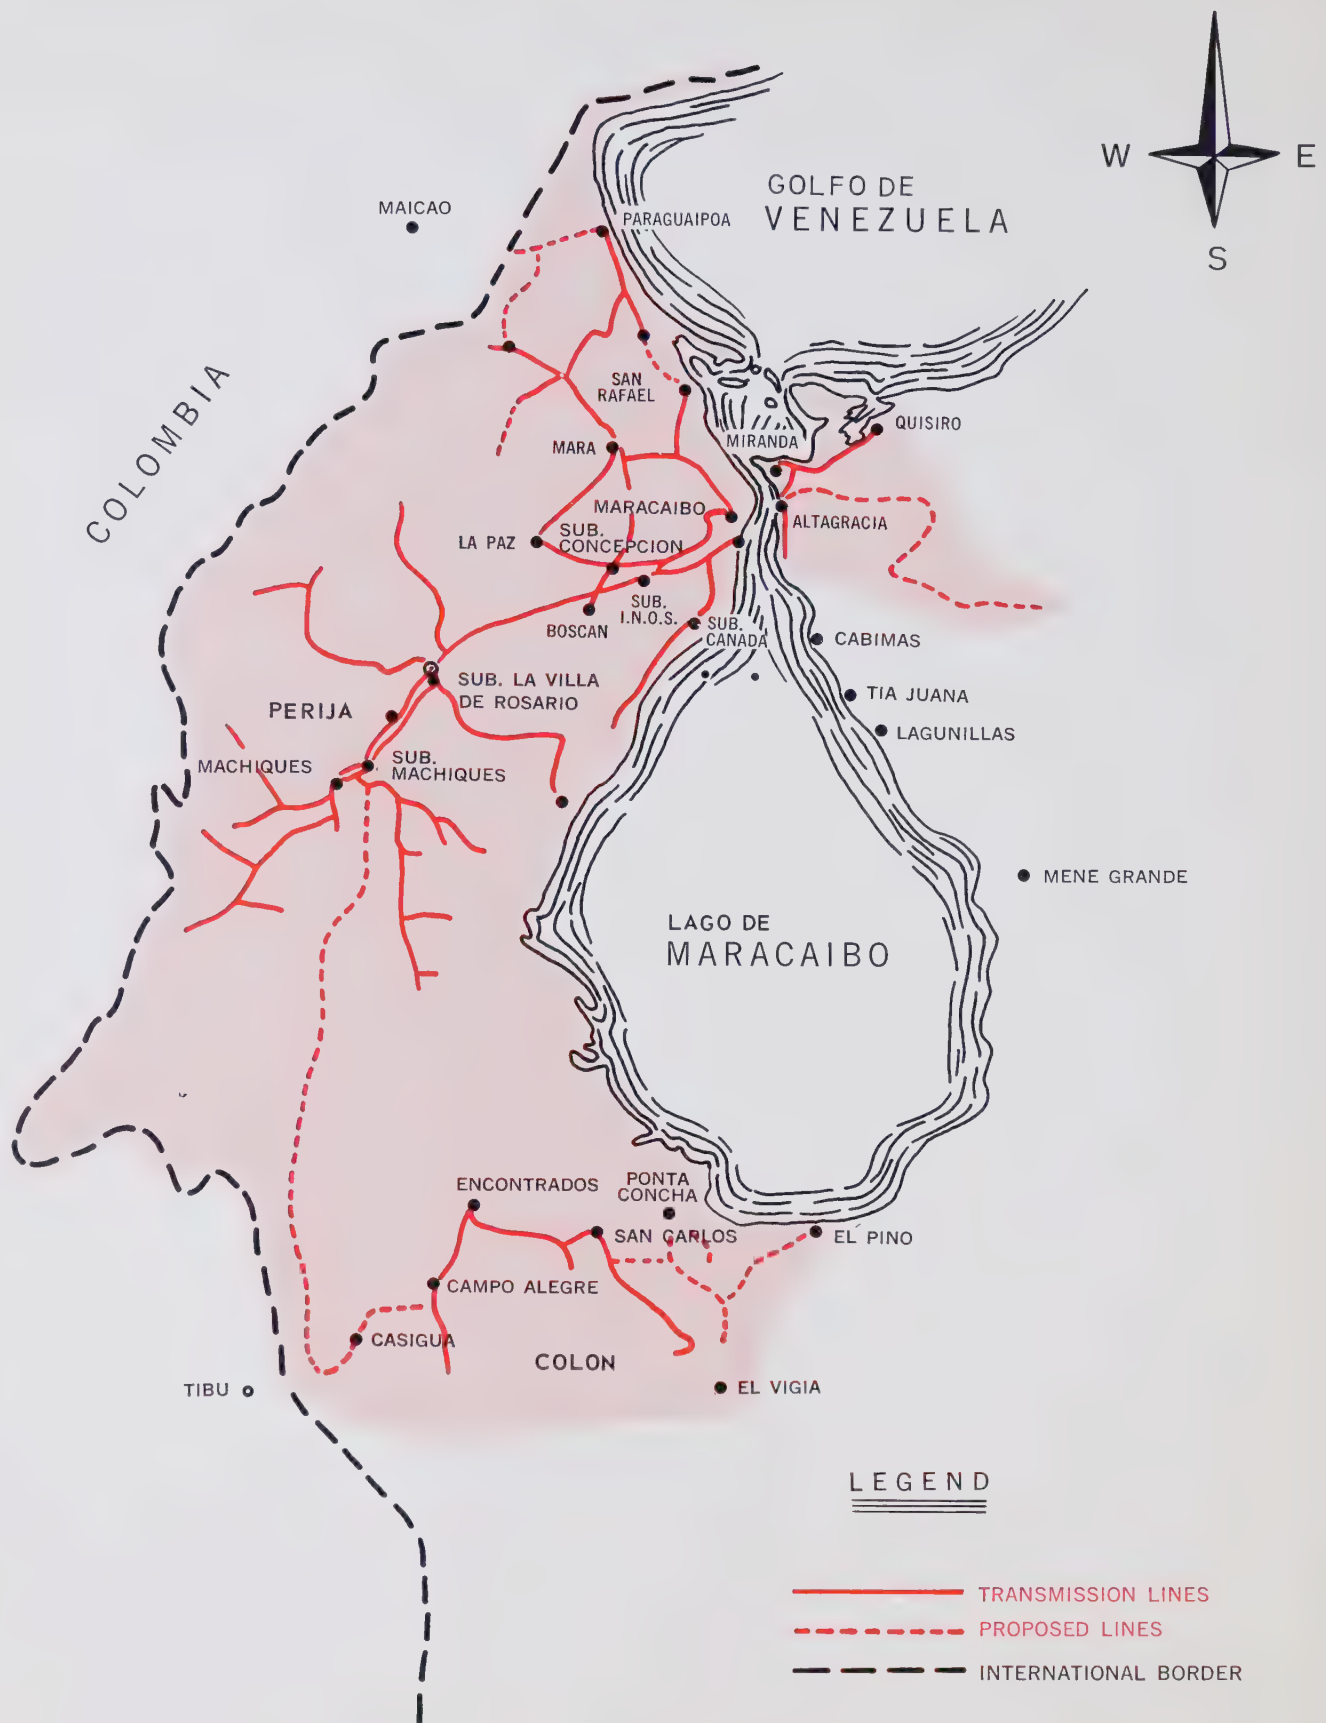 W
E
S
GOLFO DE
VENEZUELA
MAICAO
PARAGUAIPOA
COLOMBIA
SAN
RAFAEL
QUISIRO
MIRANDA
MARA
MARACAIBO
ALTAGRACIA
LA PAZ
SUB.
CONCEPCION
SUB.
I.N.O.S.
BOSCAN
SUB.
CANADA
CABIMAS
SUB. LA VILLA
DE ROSARIO
TIA JUANA
PERIJA
LAGUNILLAS
MACHIQUES
SUB.
MACHIQUES
MENE GRANDE
LAGO DE
MARACAIBO
ENCONTRADOS
PONTA
CONCHA
SAN CARLOS
EL PINO
CAMPO ALEGRE
CASIGUA
COLON
TIBU
EL VIGIA
LEGEND
TRANSMISSION LINES
PROPOSED LINES
INTERNATIONAL BORDER